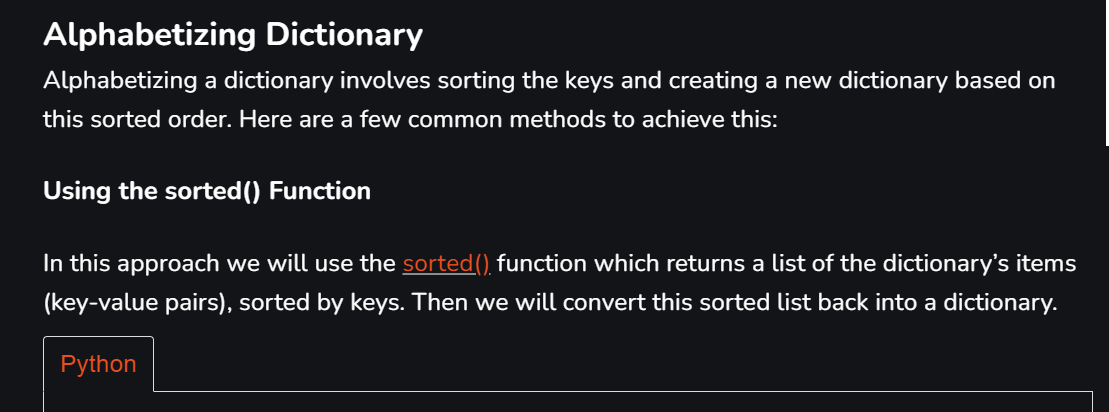 Alphabetizing Dictionary
Alphabetizing a dictionary involves sorting the keys and creating a new dictionary based on
this sorted order. Here are a few common methods to achieve this:
Using the sorted() Function
In this approach we will use the sorted() function which returns a list of the dictionary’s items
(key-value pairs), sorted by keys. Then we will convert this sorted list back into a dictionary.
Python